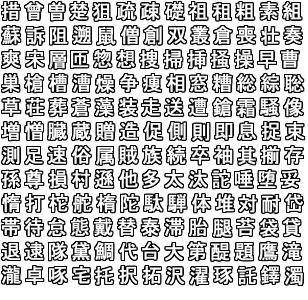 措曾曽楚狙疏疎礎祖租粗素組
蘇訴阻遡鼠僧創双叢倉喪壮奏
爽宋層匝惣想捜掃挿掻操早曹
巣槍槽漕燥争痩相窓糟総綜聡
草荘葬蒼藻装走送遭鎗霜騒像
増憎臓蔵贈造促側則即息捉束
測足速俗属賊族続卒袖其揃存
孫尊損村遜他多太汰詑唾堕妥
惰打柁舵楕陀駄騨体堆対耐岱
帯待怠態戴替泰滞胎腿苔袋貸
退逮隊黛鯛代台大第醍題鷹滝
瀧卓啄宅托択拓沢濯琢託鐸濁